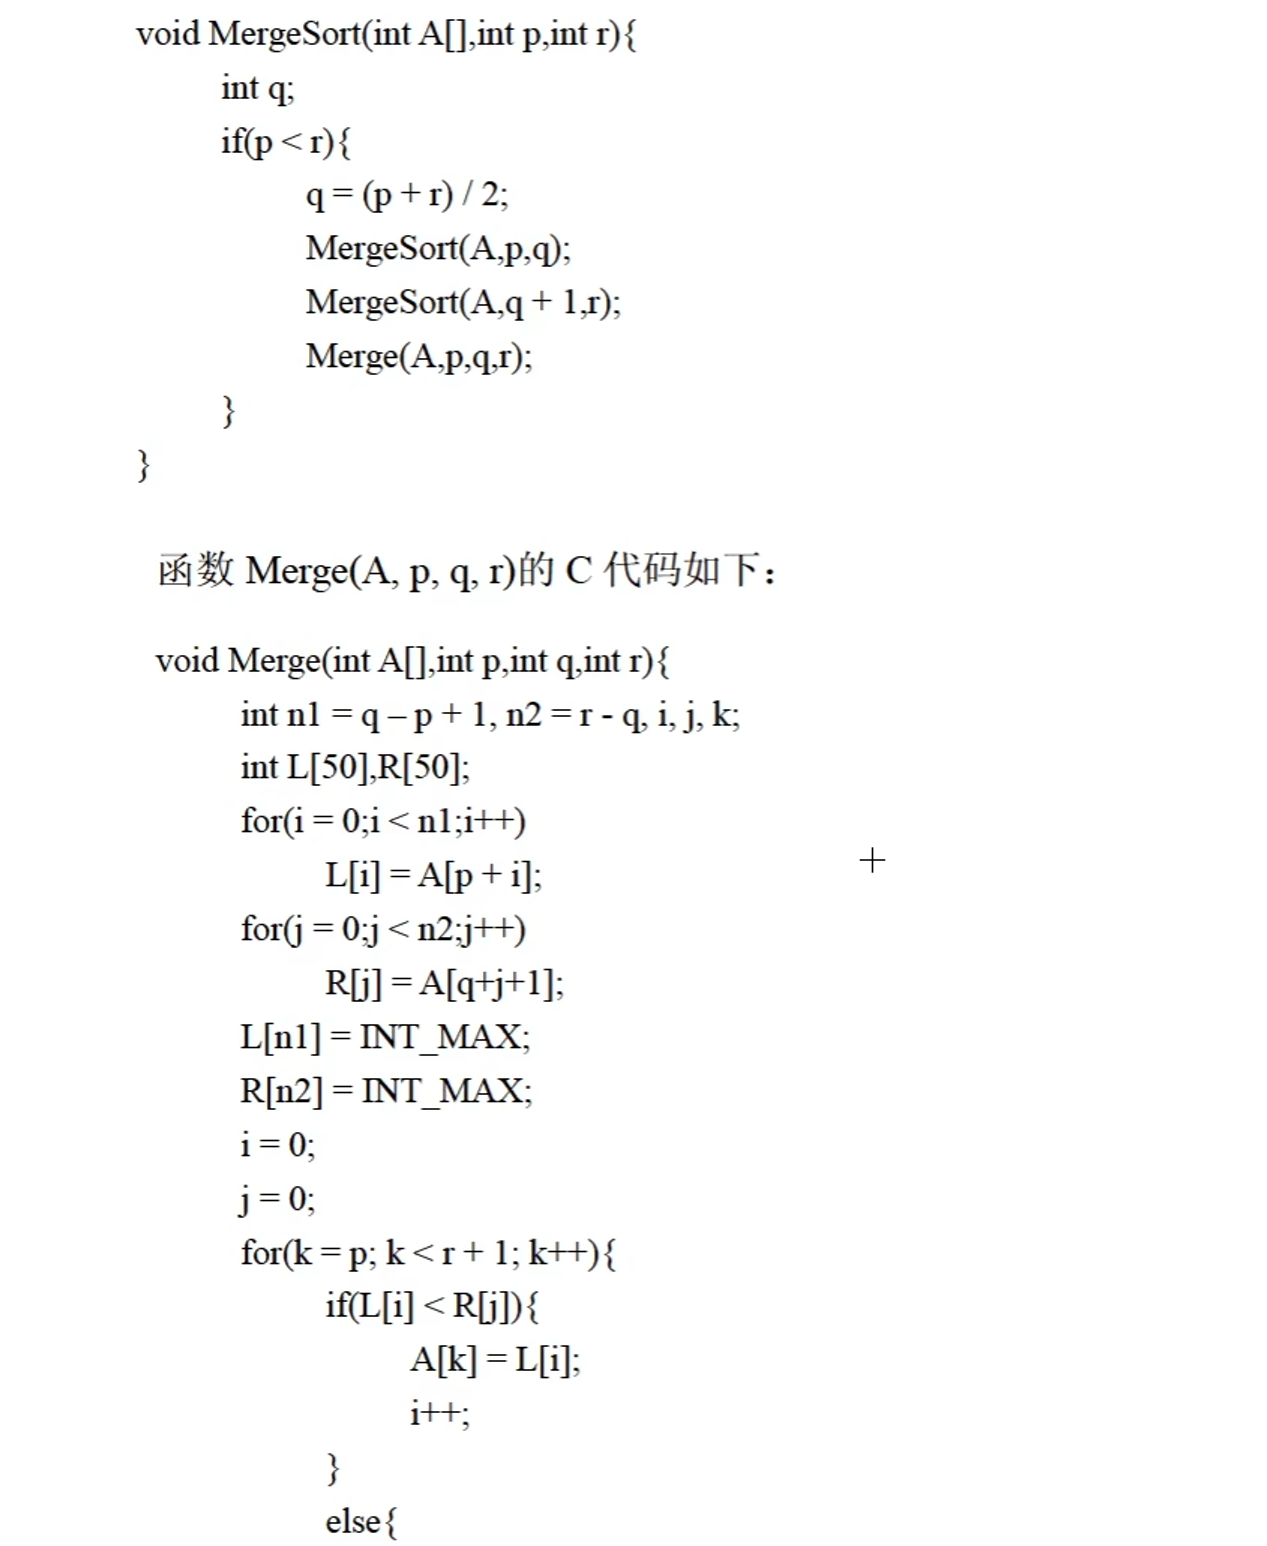 void MergeSort(int A[],int p,int r){
int q;
if(p < r){
q = (p + r) / 2;
MergeSort(A,p,q);
MergeSort(A,q + 1,r);
Merge(A,p,q,r);
}
}
函数 Merge(A, p, q, r)的 C 代码如下：
void Merge(int A[],int p,int q,int r){
int n1 = q – p + 1, n2 = r - q, i, j, k;
int L[50],R[50];
for(i = 0;i < n1;i++)
L[i] = A[p + i];
for(j = 0;j < n2;j++)
R[j] = A[q+j+1];
L[n1] = INT_MAX;
R[n2] = INT_MAX;
i = 0;
j = 0;
for(k = p; k < r + 1; k++){
if(L[i] < R[j]){
A[k] = L[i];
i++;
}
else{